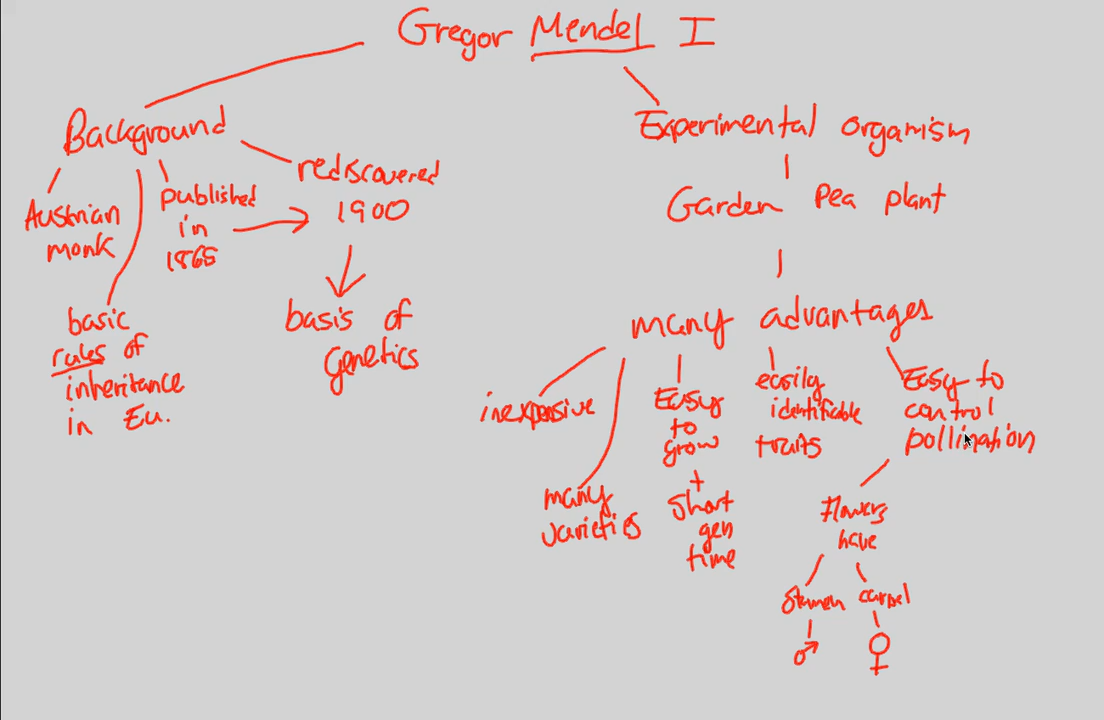 Gregor Mendel I
Background
Austrian
monk
basic
rules of
inheritance
in Eu.
published
in
1865
rediscovered
1900
basis of
genetics
Experimental organism
Garden Pea plant
many advantages
inexpensive
many
varieties
Easy
to
grow
+
short
gen
time
easily
identifiable
traits
Easy to
control
pollination
Flowers
have
Stamen
♂
carpel
♀